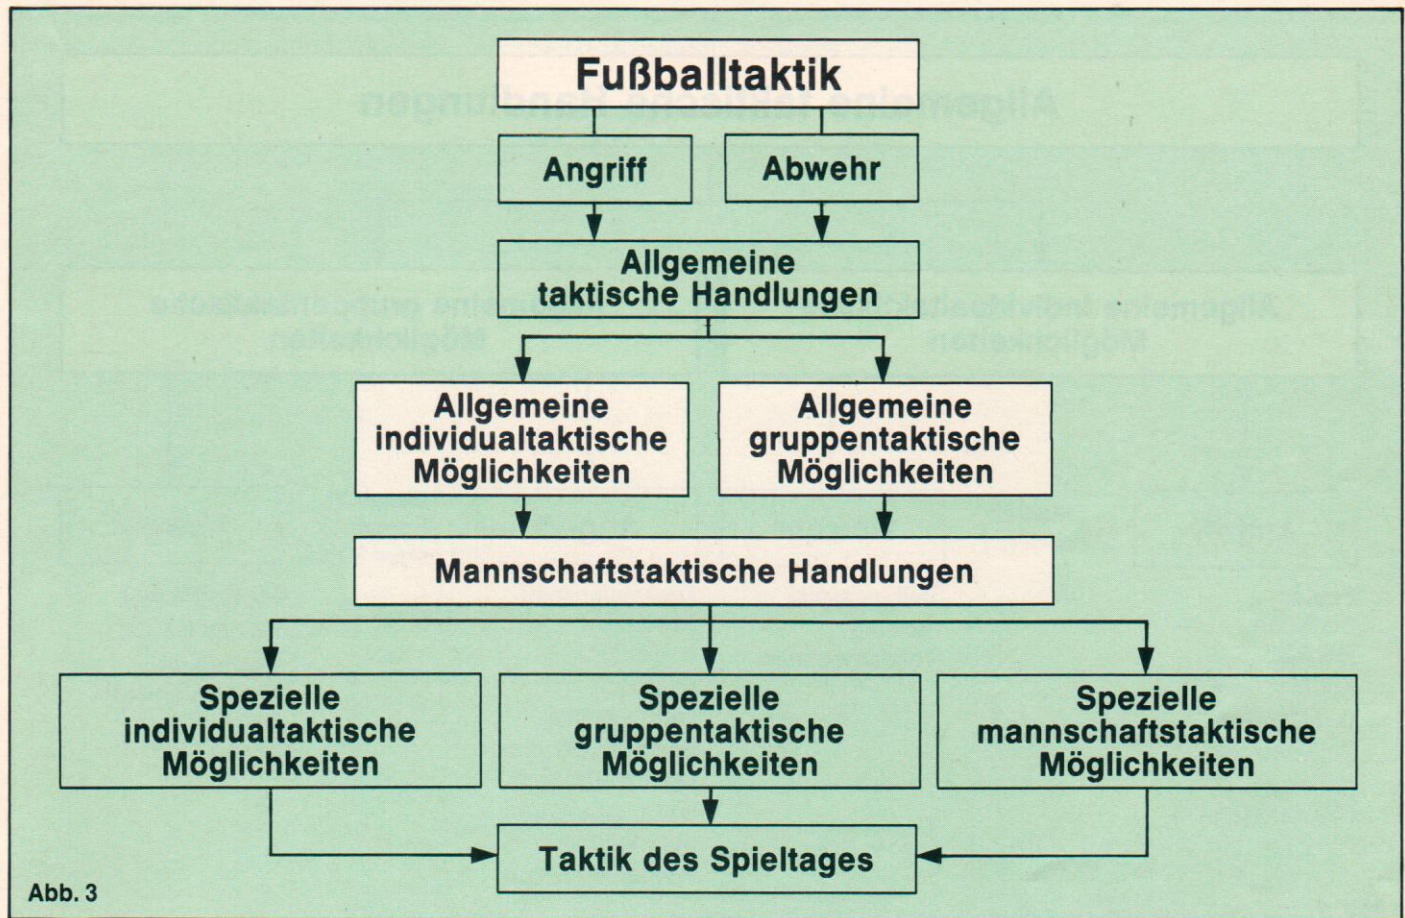 Fußballtaktik
Angriff
Abwehr
Allgemeine
taktische Handlungen
Allgemeine
individualtaktische
Möglichkeiten
Allgemeine
gruppentaktische
Möglichkeiten
Mannschaftstaktische Handlungen
Spezielle
individualtaktische
Möglichkeiten
Spezielle
gruppentaktische
Möglichkeiten
Spezielle
mannschaftstaktische
Möglichkeiten
Taktik des Spieltages
Abb. 3